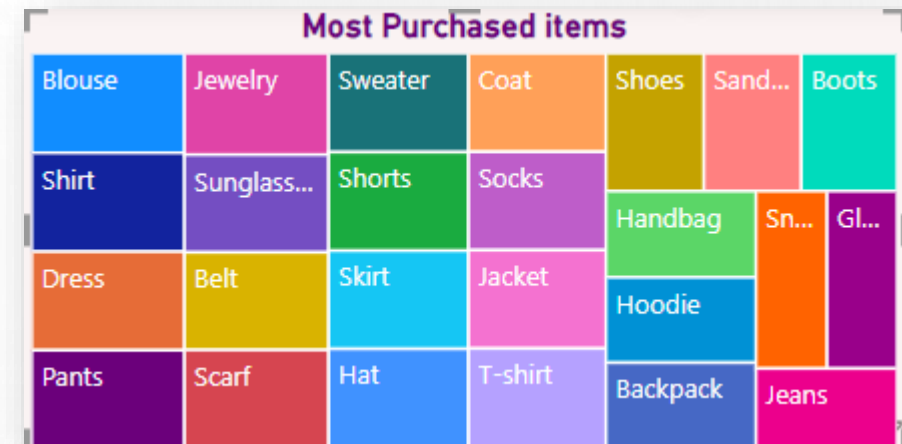 Most Purchased items
Blouse
Jewelry
Sweater
Coat
Shoes
Sand...
Boots
Shirt
Sunglass...
Shorts
Socks
Handbag
Sn...
Gl...
Dress
Belt
Skirt
Jacket
Hoodie
Pants
Scarf
Hat
T-shirt
Backpack
Jeans